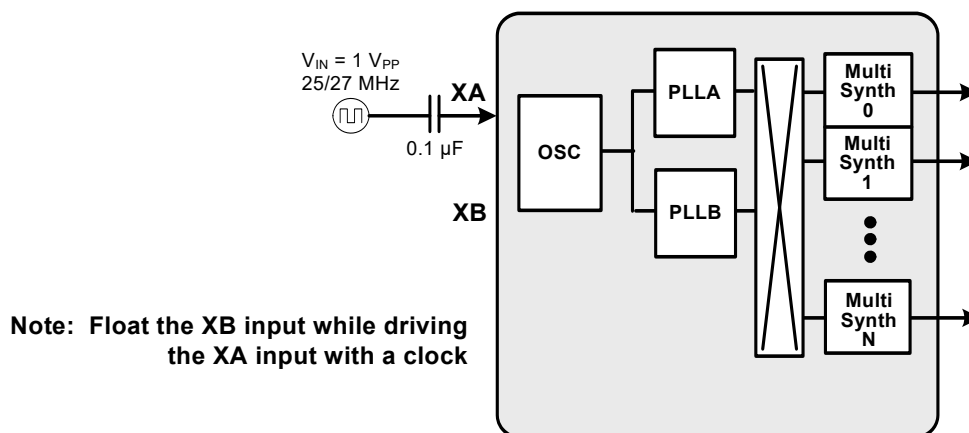 V_IN = 1 V_PP
25/27 MHz
XA
0.1 µF
XB
OSC
PLLA
PLLB
Multi
Synth
0
Multi
Synth
1
Multi
Synth
N
Note: Float the XB input while driving
the XA input with a clock